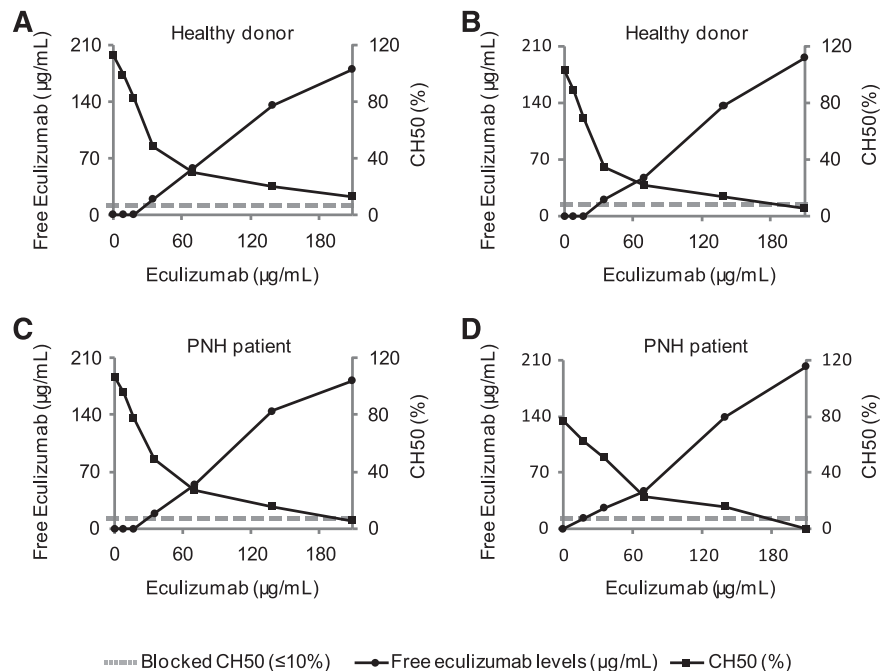 A
Healthy donor
Free Eculizumab (µg/mL)
210
140
70
0
120
80
40
0
CH50 (%)
0 60 120 180
Eculizumab (µg/mL)
B
Healthy donor
Free Eculizumab (µg/mL)
210
140
70
0
120
80
40
0
CH50(%)
0 60 120 180
Eculizumab (µg/mL)
C
PNH patient
Free Eculizumab (µg/mL)
210
140
70
0
120
80
40
0
CH50 (%)
0 60 120 180
Eculizumab (µg/mL)
D
PNH patient
Free Eculizumab (µg/mL)
210
140
70
0
120
80
40
0
CH50 (%)
0 60 120 180
Eculizumab (µg/mL)
Blocked CH50 (≤10%) Free eculizumab levels (µg/mL) CH50 (%)